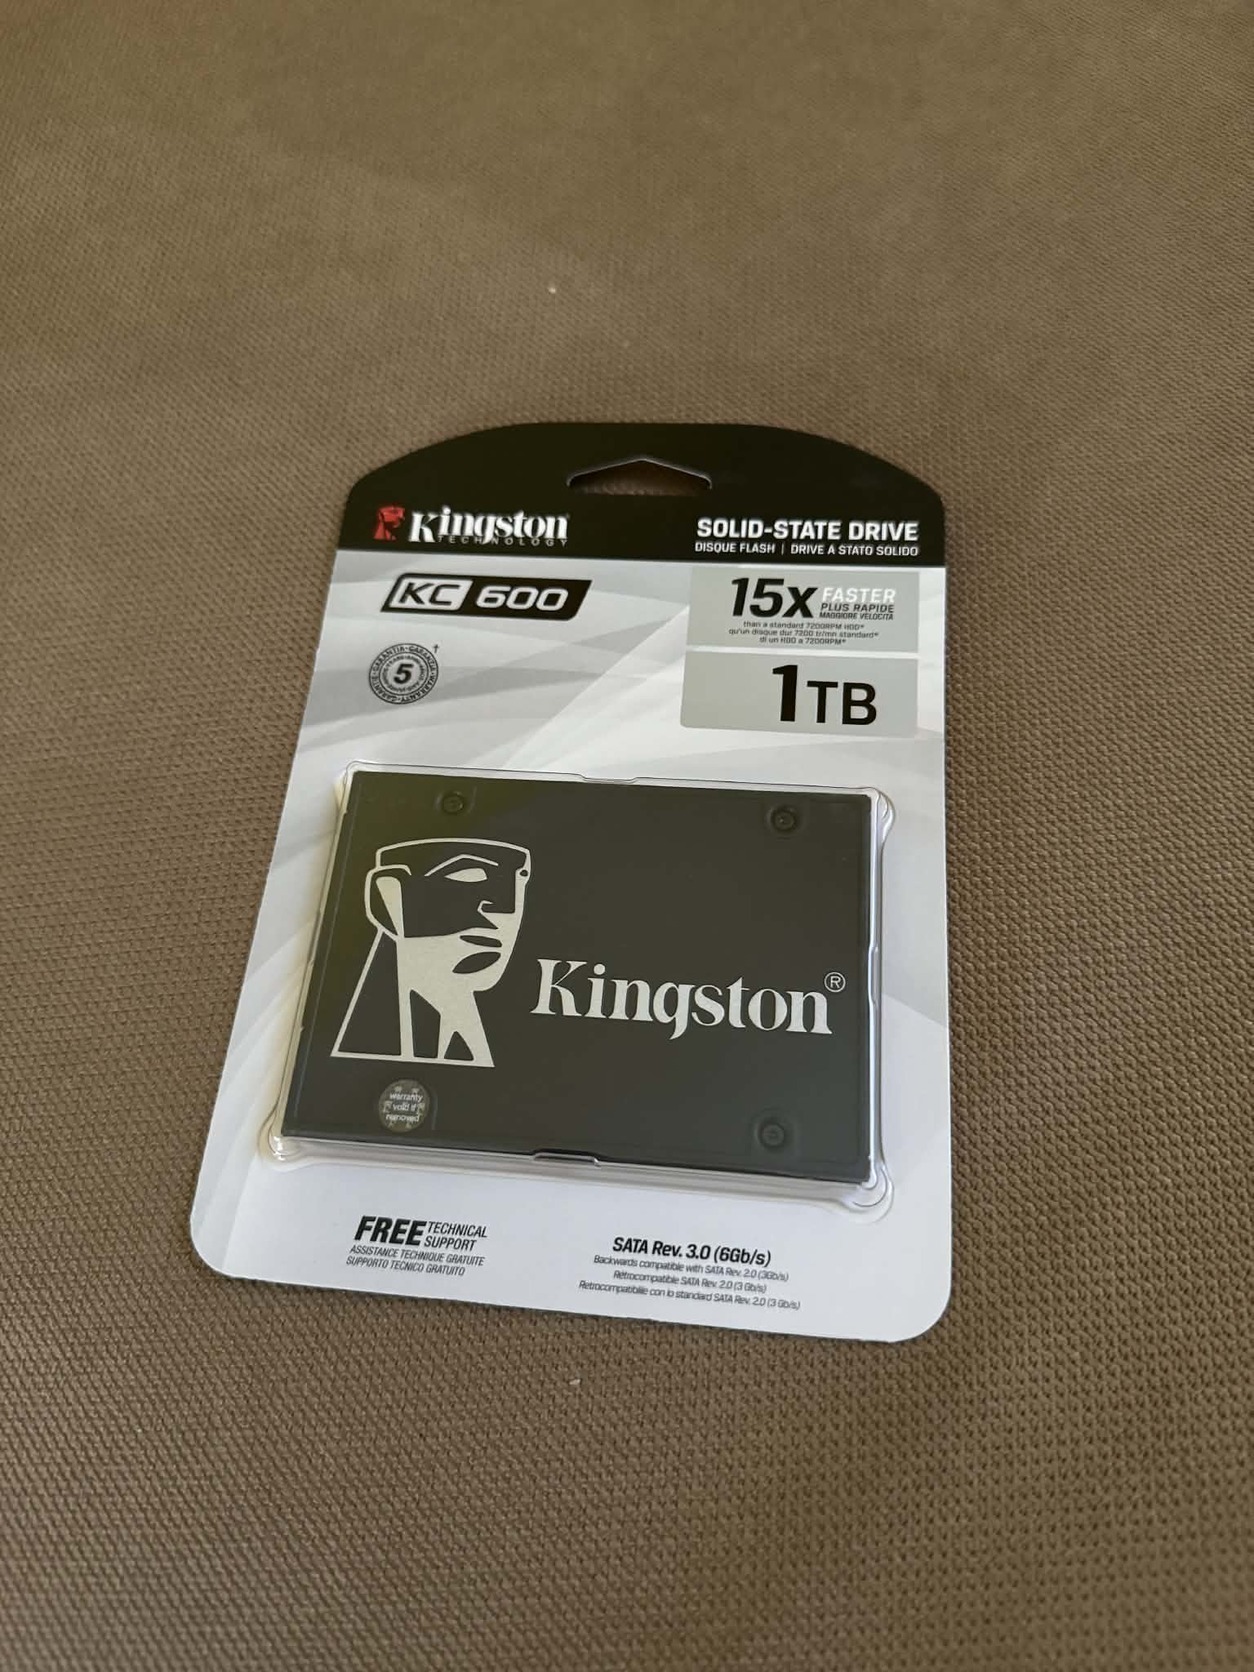 Kingston
TECHNOLOGY
SOLID-STATE DRIVE
DISQUE FLASH | DRIVE A STATO SOLIDO
KC 600
15x FASTER
PLUS RAPIDE
MAGGIORE VELOCITÀ
than a standard 7200RPM HDD*
qu'un disque dur 7200 tr/mn standard*
di un HDD a 7200RPM*
5
†
1TB
Kingston®
warranty
void if
removed
FREE TECHNICAL
SUPPORT
ASSISTANCE TECHNIQUE GRATUITE
SUPPORTO TECNICO GRATUITO
SATA Rev. 3.0 (6Gb/s)
Backwards compatible with SATA Rev. 2.0 (3Gb/s)
Rétrocompatible SATA Rev. 2.0 (3 Gb/s)
Retrocompatibile con lo standard SATA Rev. 2.0 (3 Gb/s)